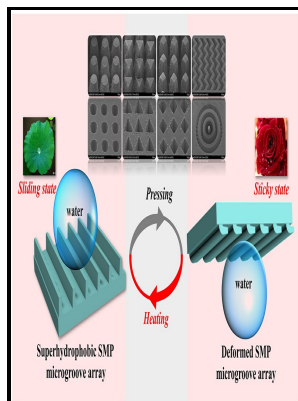 Sliding state
Sticky state
Pressing
water
water
Heating
Superhydrophobic SMP
microgroove array
Deformed SMP
microgroove array